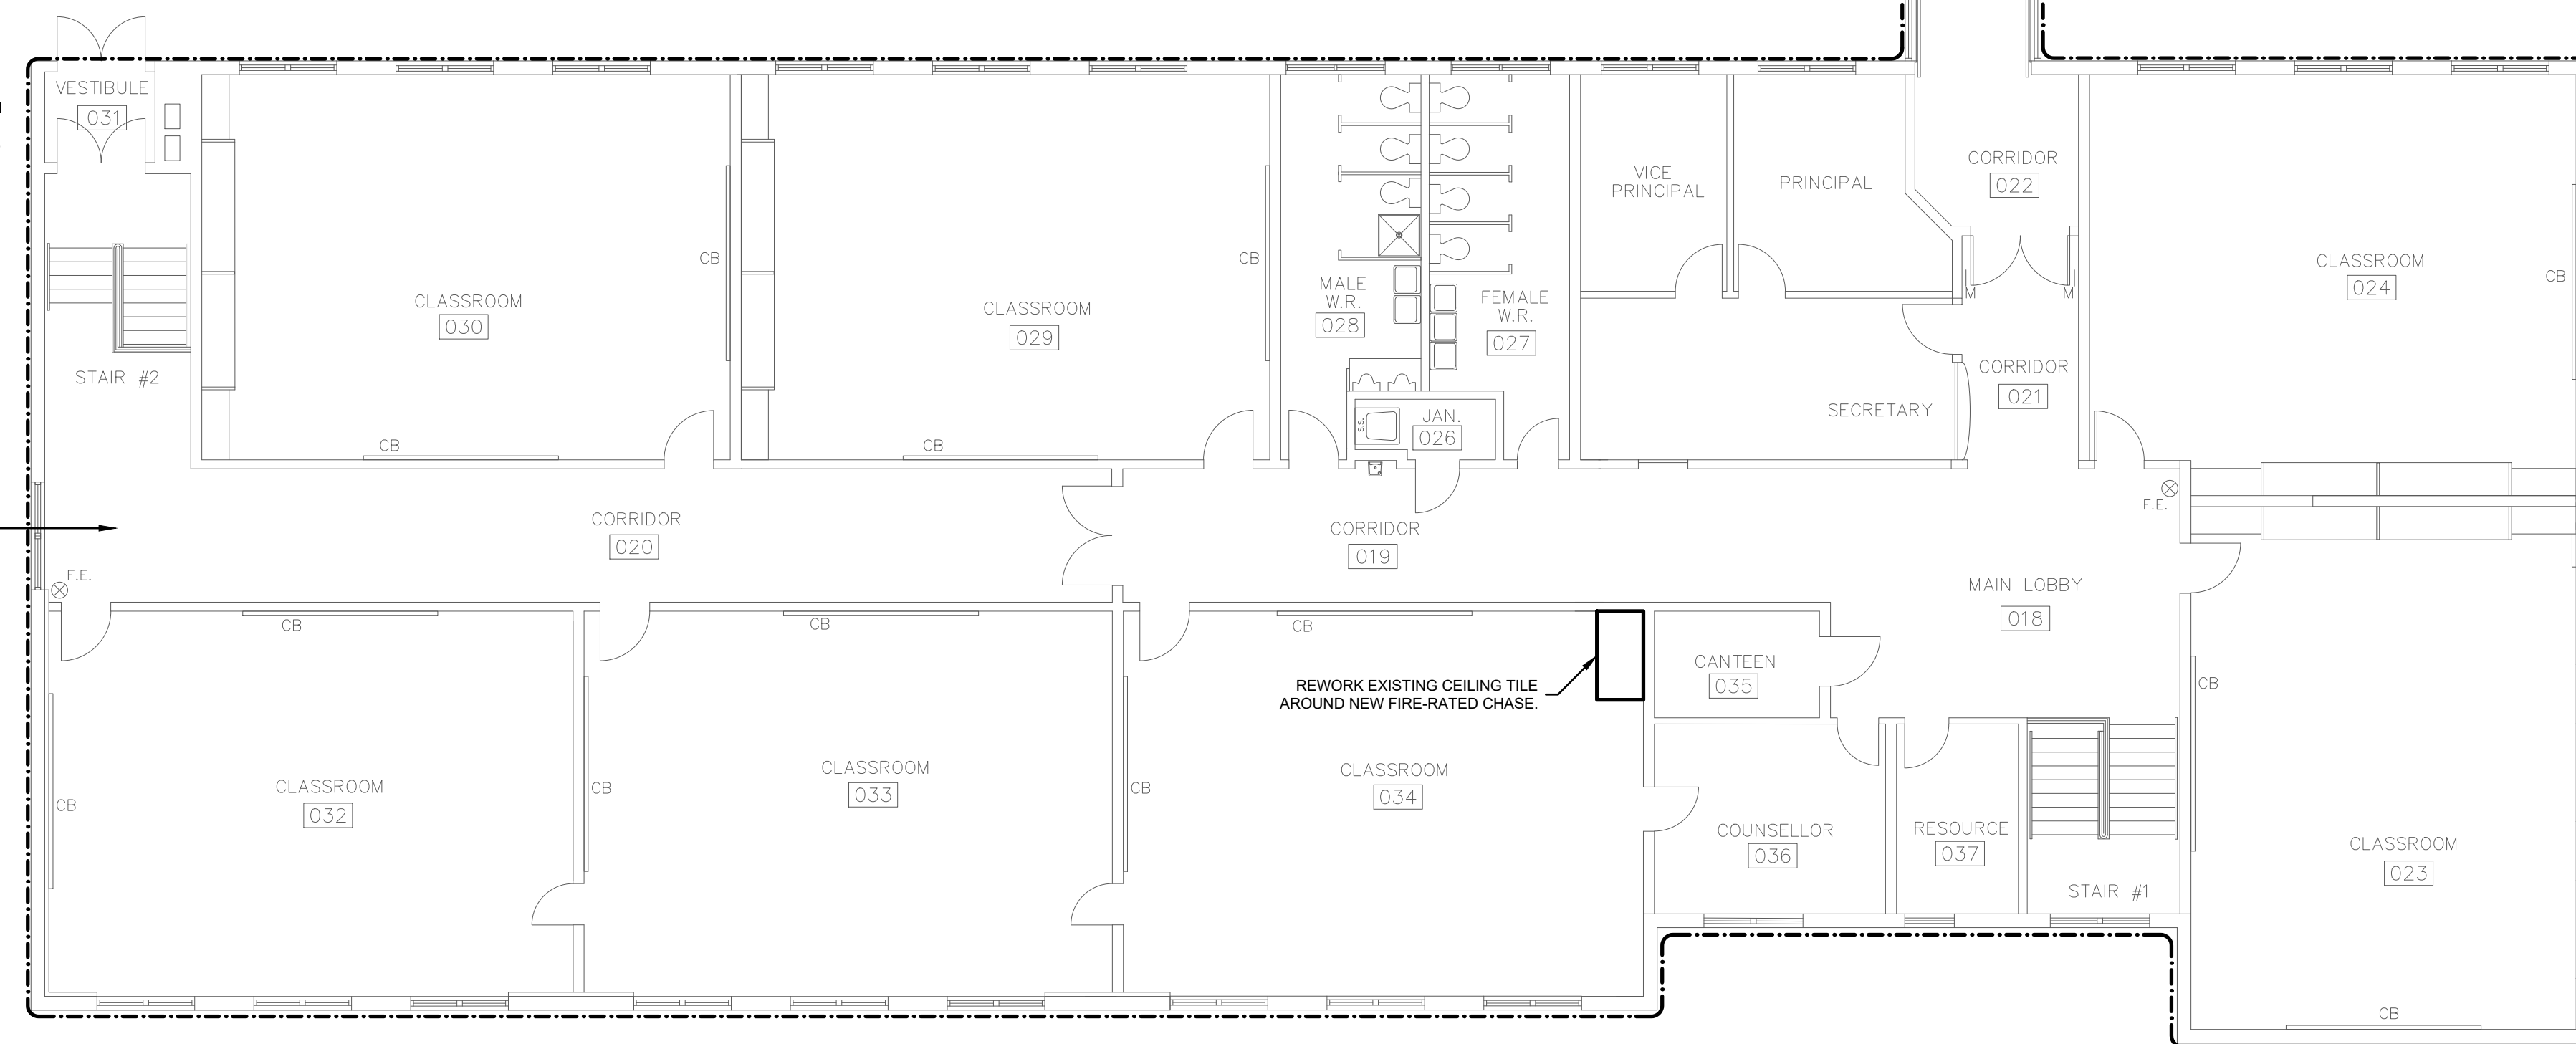 VESTIBULE
031
STAIR #2
CLASSROOM
030
CB
CB
CLASSROOM
029
CB
CB
MALE
W.R.
028
FEMALE
W.R.
027
S.S.
JAN.
026
VICE
PRINCIPAL
PRINCIPAL
SECRETARY
CORRIDOR
022
M
M
CORRIDOR
021
CLASSROOM
024
CB
F.E.
CORRIDOR
020
CORRIDOR
019
MAIN LOBBY
018
F.E.
CB
CB
CLASSROOM
032
CB
CB
CLASSROOM
033
CB
CB
CLASSROOM
034
REWORK EXISTING CEILING TILE
AROUND NEW FIRE-RATED CHASE.
CANTEEN
035
COUNSELLOR
036
RESOURCE
037
STAIR #1
CB
CLASSROOM
023
CB